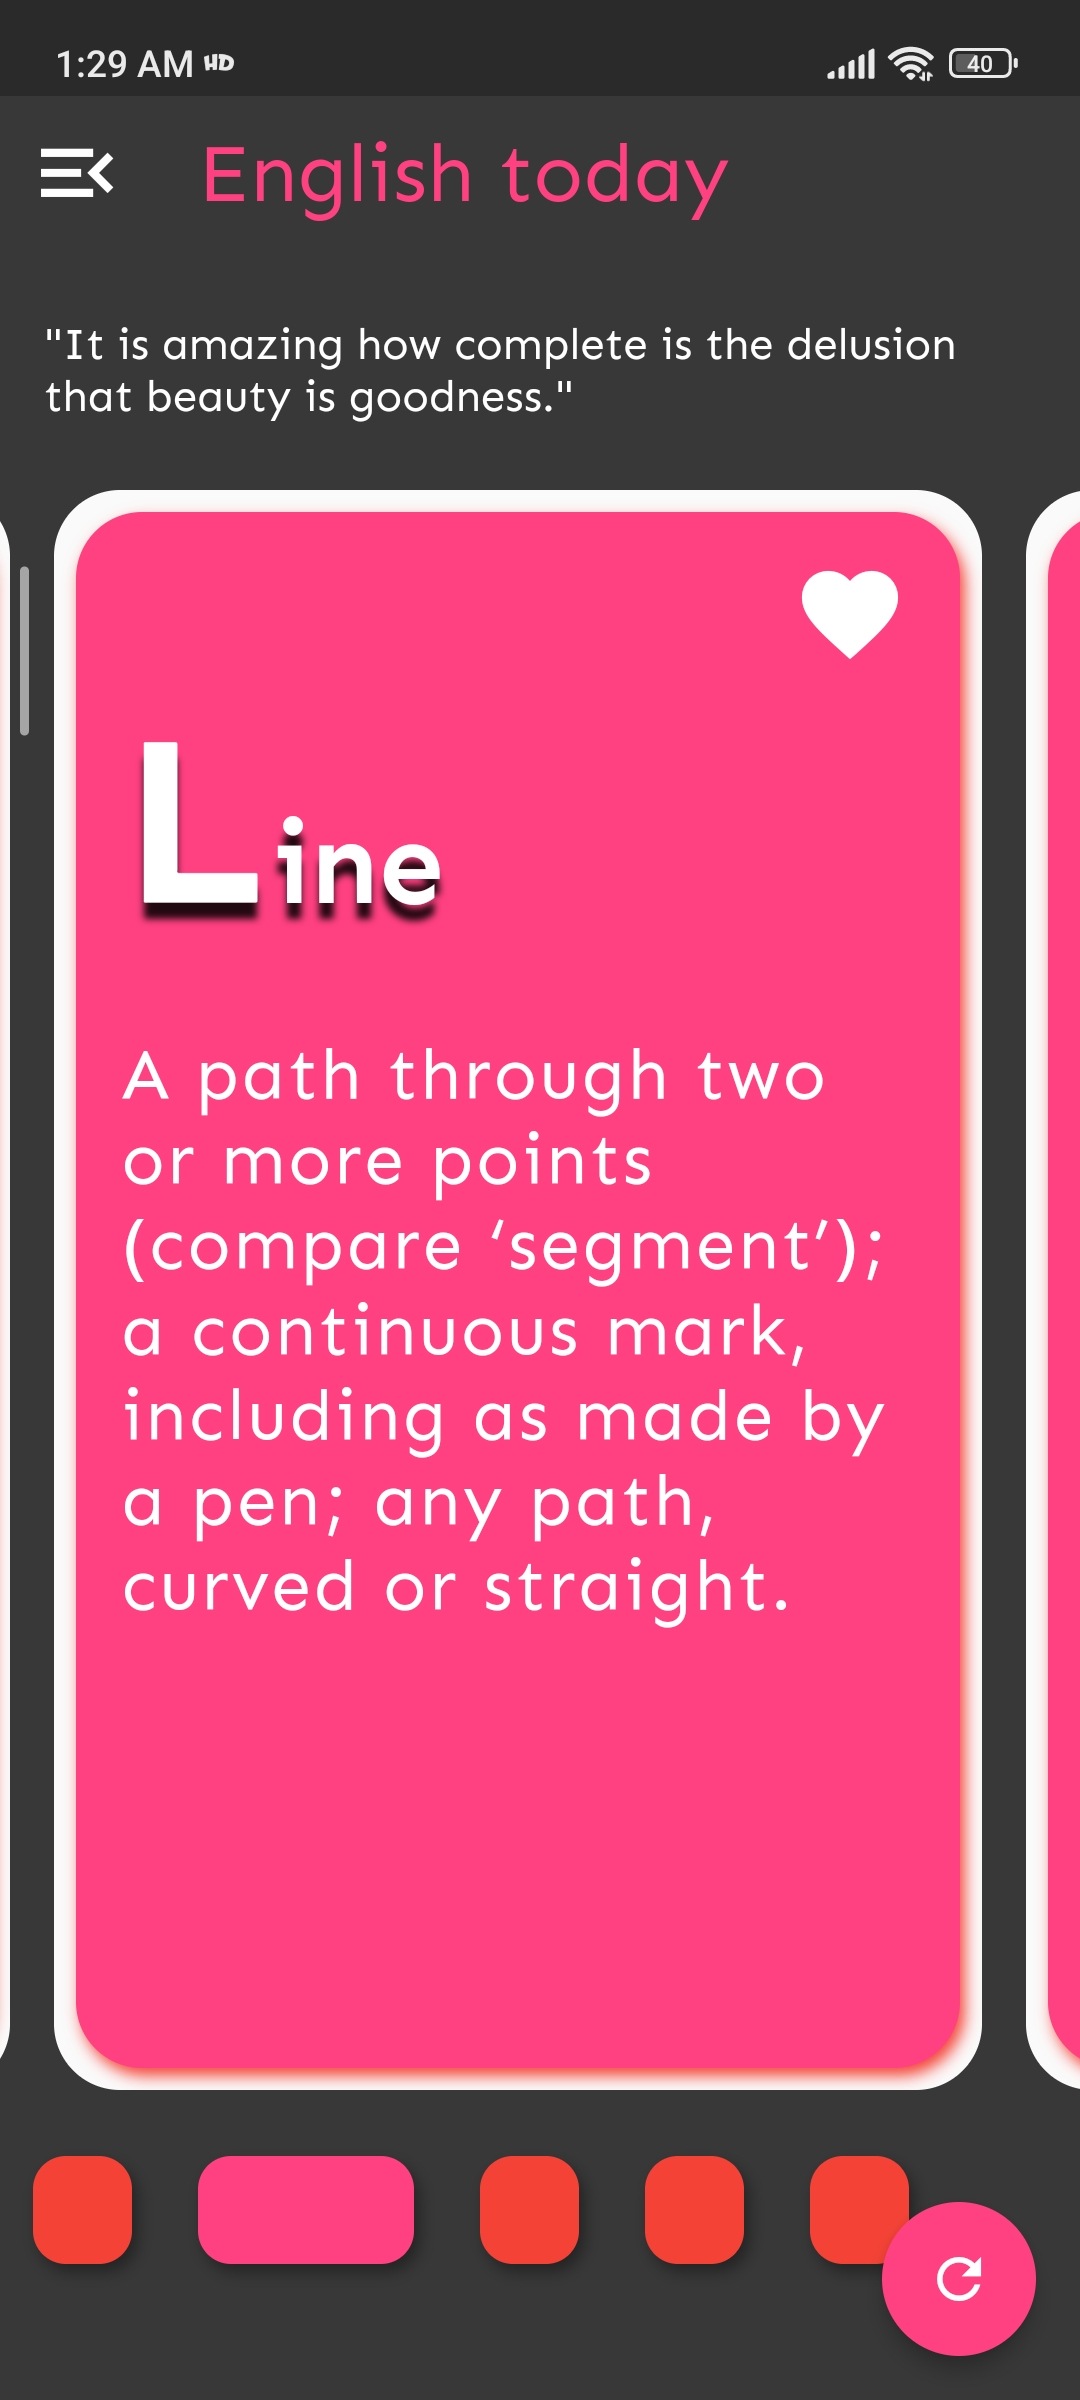 1:29 AM HD
40
English today
"It is amazing how complete is the delusion
that beauty is goodness."
Line
A path through two
or more points
(compare ‘segment’);
a continuous mark,
including as made by
a pen; any path,
curved or straight.